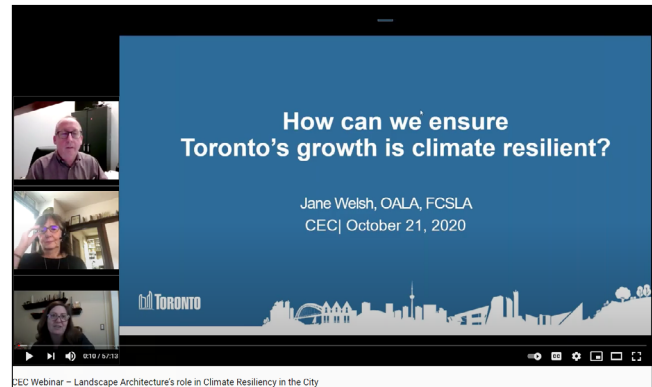 How can we ensure
Toronto's growth is climate resilient?
Jane Welsh, OALA, FCSLA
CEC| October 21, 2020
TORONTO
0:10 / 57:13
CC
CEC Webinar – Landscape Architecture's role in Climate Resiliency in the City